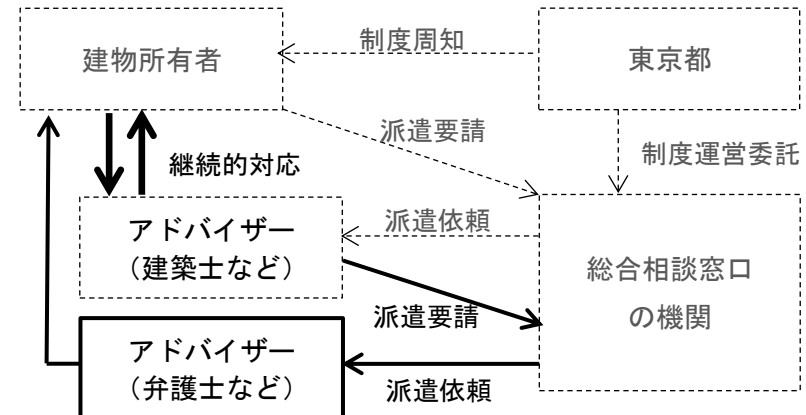 建物所有者
制度周知
東京都
派遣要請
制度運営委託
継続的対応
アドバイザー
（建築士など）
派遣依頼
総合相談窓口
の機関
派遣要請
アドバイザー
（弁護士など）
派遣依頼